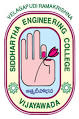 VELAGAPUDI RAMAKRISHNA
SIDDHARTHA ENGINEERING COLLEGE
VIJAYAWADA